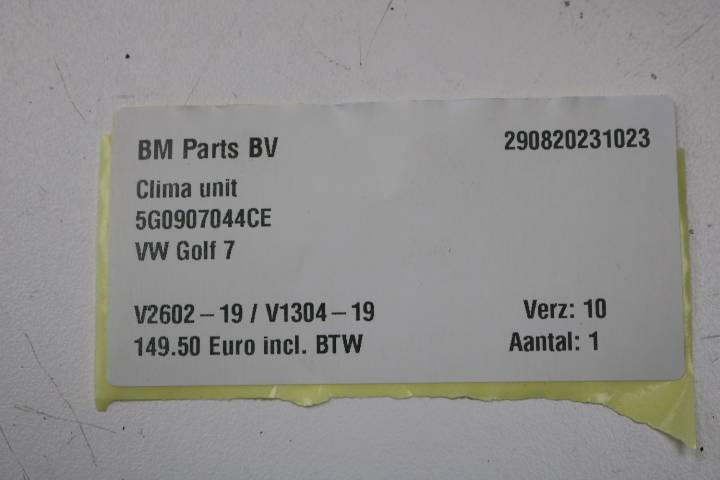 BM Parts BV 290820231023
Clima unit
5G0907044CE
VW Golf 7
V2602-19 / V1304-19 Verz: 10
149.50 Euro incl. BTW Aantal: 1